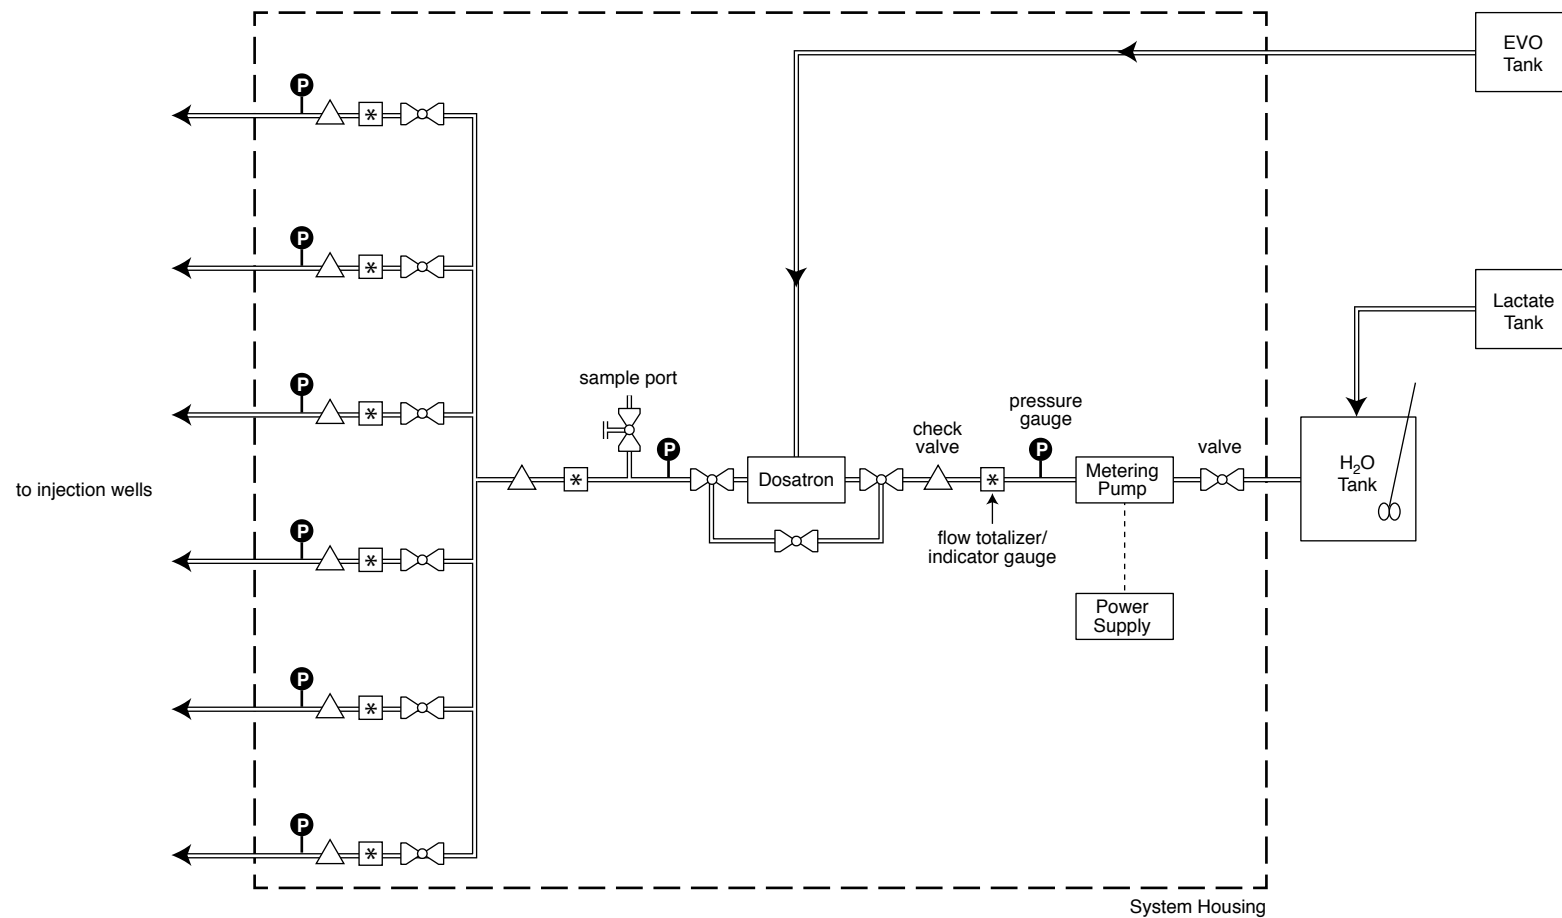 EVO
Tank
P
P
Lactate
Tank
P
sample port
pressure
gauge
check
valve
valve
P
P
*
*
*
*
*
*
*
*
Dosatron
Metering
Pump
H₂O
Tank
to injection wells
P
flow totalizer/
indicator gauge
Power
Supply
P
P
System Housing